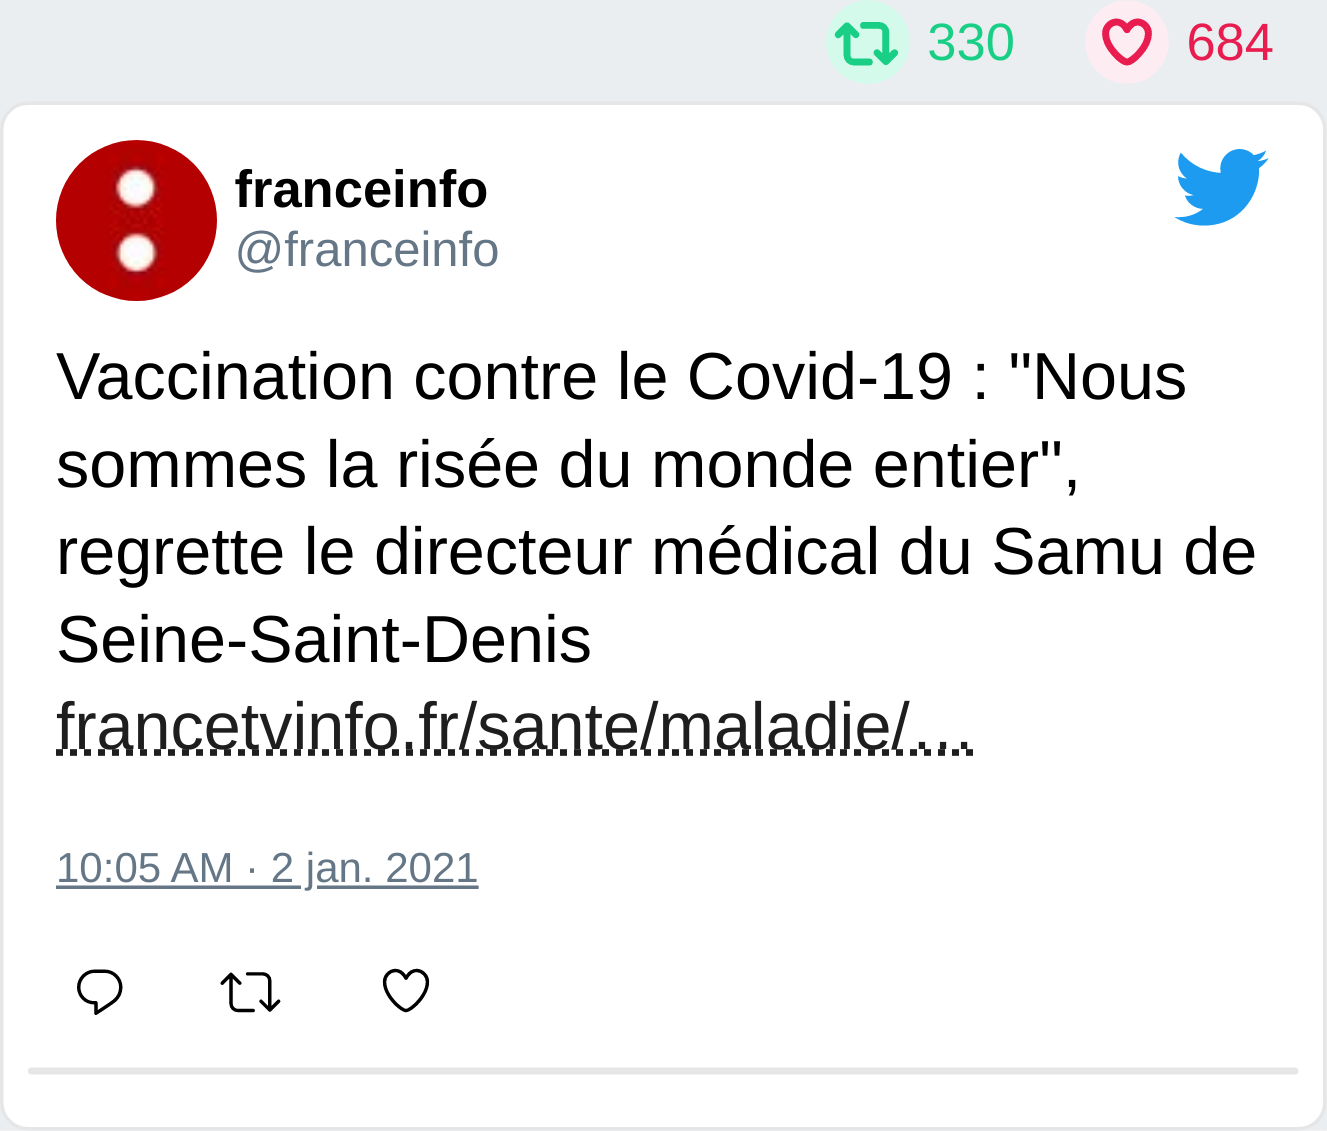 330 684
franceinfo
@franceinfo
Vaccination contre le Covid-19 : "Nous
sommes la risée du monde entier",
regrette le directeur médical du Samu de
Seine-Saint-Denis
francetvinfo.fr/sante/maladie/...
10:05 AM · 2 jan. 2021